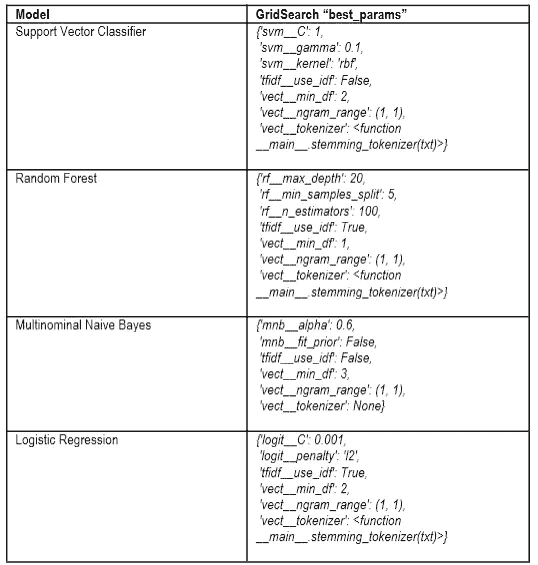 Model GridSearch “best_params”
Support Vector Classifier {'svm__C': 1,
'svm__gamma': 0.1,
'svm__kernel': 'rbf',
'tfidf__use_idf': False,
'vect__min_df': 2,
'vect__ngram_range': (1, 1),
'vect__tokenizer': <function
__main__.stemming_tokenizer(txt)>}
Random Forest {'rf__max_depth': 20,
'rf__min_samples_split': 5,
'rf__n_estimators': 100,
'tfidf__use_idf': True,
'vect__min_df': 1,
'vect__ngram_range': (1, 1),
'vect__tokenizer': <function
__main__.stemming_tokenizer(txt)>}
Multinominal Naive Bayes {'mnb__alpha': 0.6,
'mnb__fit_prior': False,
'tfidf__use_idf': False,
'vect__min_df': 3,
'vect__ngram_range': (1, 1),
'vect__tokenizer': None}
Logistic Regression {'logit__C': 0.001,
'logit__penalty': 'l2',
'tfidf__use_idf': True,
'vect__min_df': 2,
'vect__ngram_range': (1, 1),
'vect__tokenizer': <function
__main__.stemming_tokenizer(txt)>}